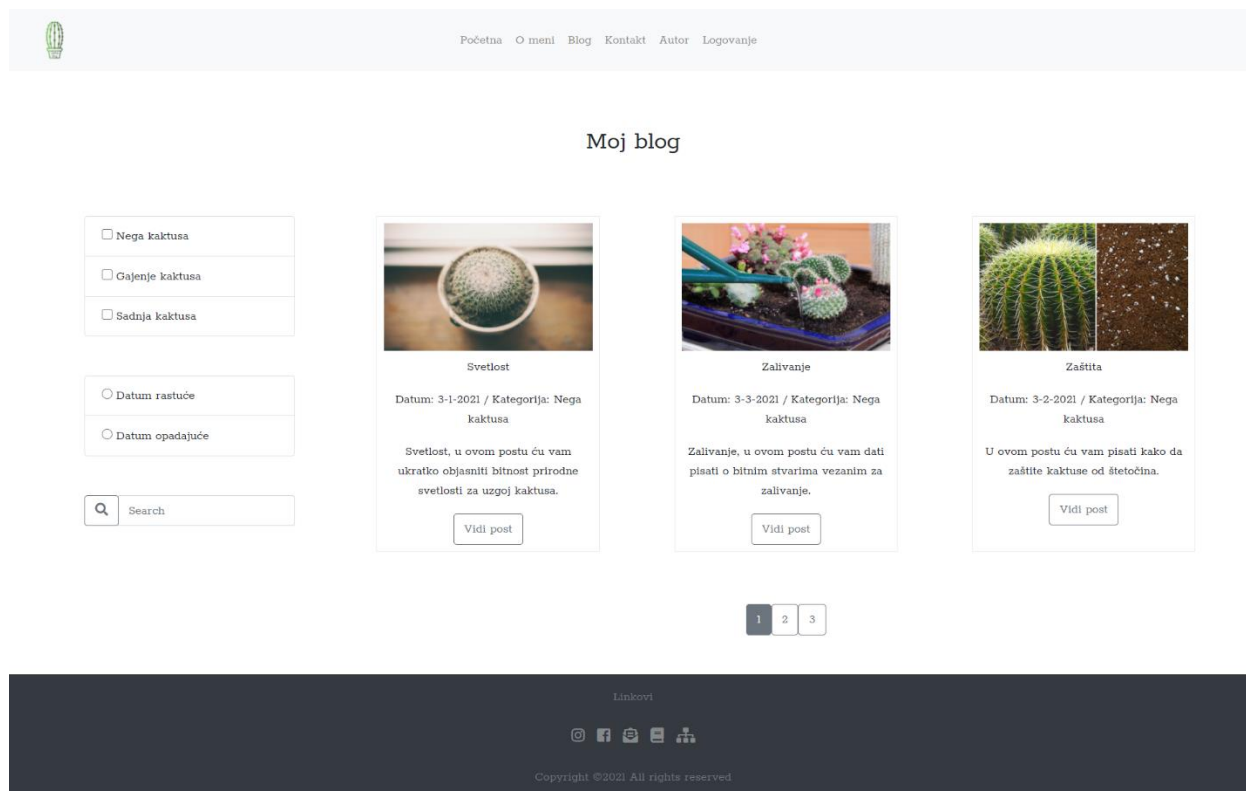 Početna O meni Blog Kontakt Autor Logovanje
Moj blog
Nega kaktusa
Gajenje kaktusa
Sadnja kaktusa
Datum rastuće
Datum opadajuće
Search
Svetlost
Datum: 3-1-2021 / Kategorija: Nega
kaktusa
Svetlost, u ovom postu ću vam
ukratko objasniti bitnost prirodne
svetlosti za uzgoj kaktusa.
Vidi post
Zalivanje
Datum: 3-3-2021 / Kategorija: Nega
kaktusa
Zalivanje, u ovom postu ću vam dati
pisati o bitnim stvarima vezanim za
zalivanje.
Vidi post
Zaštita
Datum: 3-2-2021 / Kategorija: Nega
kaktusa
U ovom postu ću vam pisati kako da
zaštite kaktuse od štetočina.
Vidi post
1 2 3
Linkovi
Copyright ©2021 All rights reserved